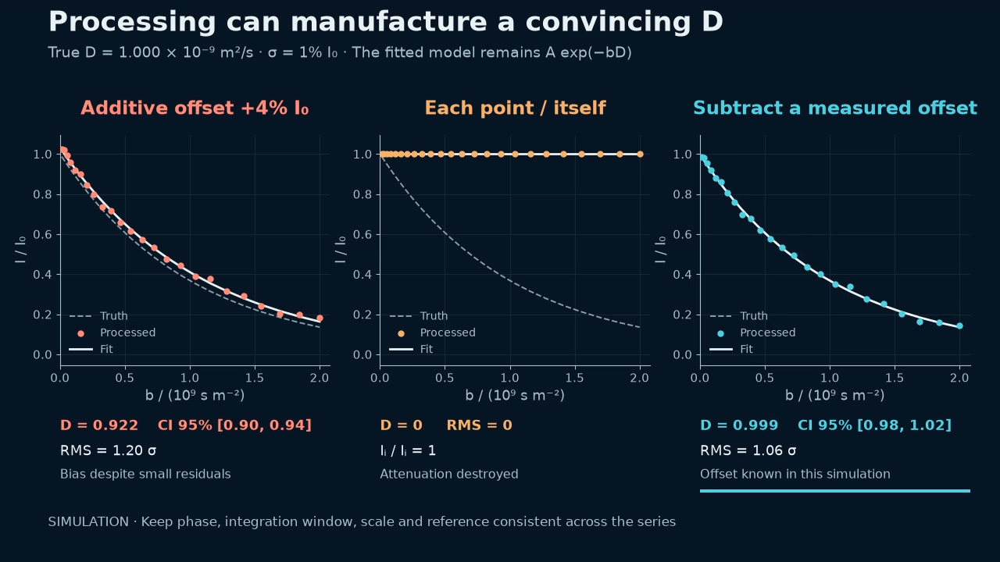 Processing can manufacture a convincing D
True D = 1.000 × 10⁻⁹ m²/s · σ = 1% I₀ · The fitted model remains A exp(−bD)
Additive offset +4% I₀
I / I₀
1.0
0.8
0.6
0.4
0.2
0.0
Truth
Processed
Fit
0.0 0.5 1.0 1.5 2.0
b / (10⁹ s m⁻²)
D = 0.922 CI 95% [0.90, 0.94]
RMS = 1.20 σ
Bias despite small residuals
Each point / itself
I / I₀
1.0
0.8
0.6
0.4
0.2
0.0
Truth
Processed
Fit
0.0 0.5 1.0 1.5 2.0
b / (10⁹ s m⁻²)
D = 0 RMS = 0
Iᵢ / Iᵢ = 1
Attenuation destroyed
Subtract a measured offset
I / I₀
1.0
0.8
0.6
0.4
0.2
0.0
Truth
Processed
Fit
0.0 0.5 1.0 1.5 2.0
b / (10⁹ s m⁻²)
D = 0.999 CI 95% [0.98, 1.02]
RMS = 1.06 σ
Offset known in this simulation
SIMULATION · Keep phase, integration window, scale and reference consistent across the series